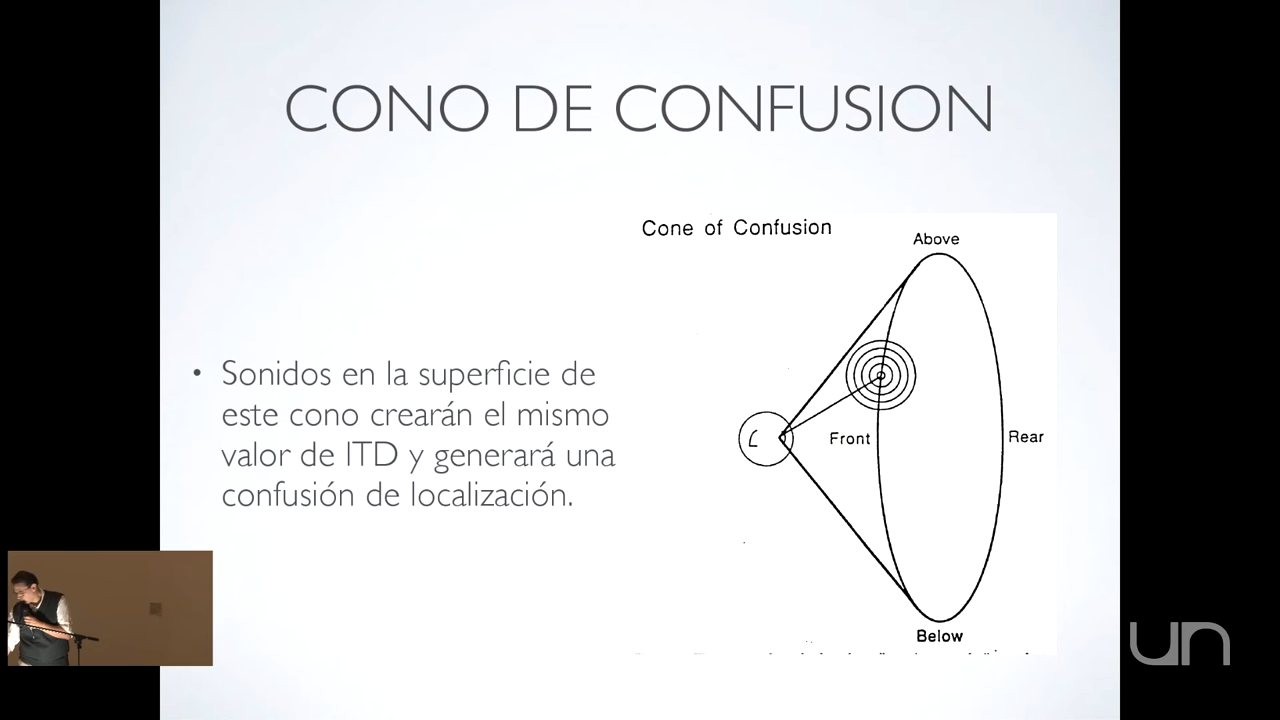 CONO DE CONFUSION
Cone of Confusion
Above
• Sonidos en la superficie de
este cono crearán el mismo
valor de ITD y generará una
confusión de localización.
Front
Rear
Below
un